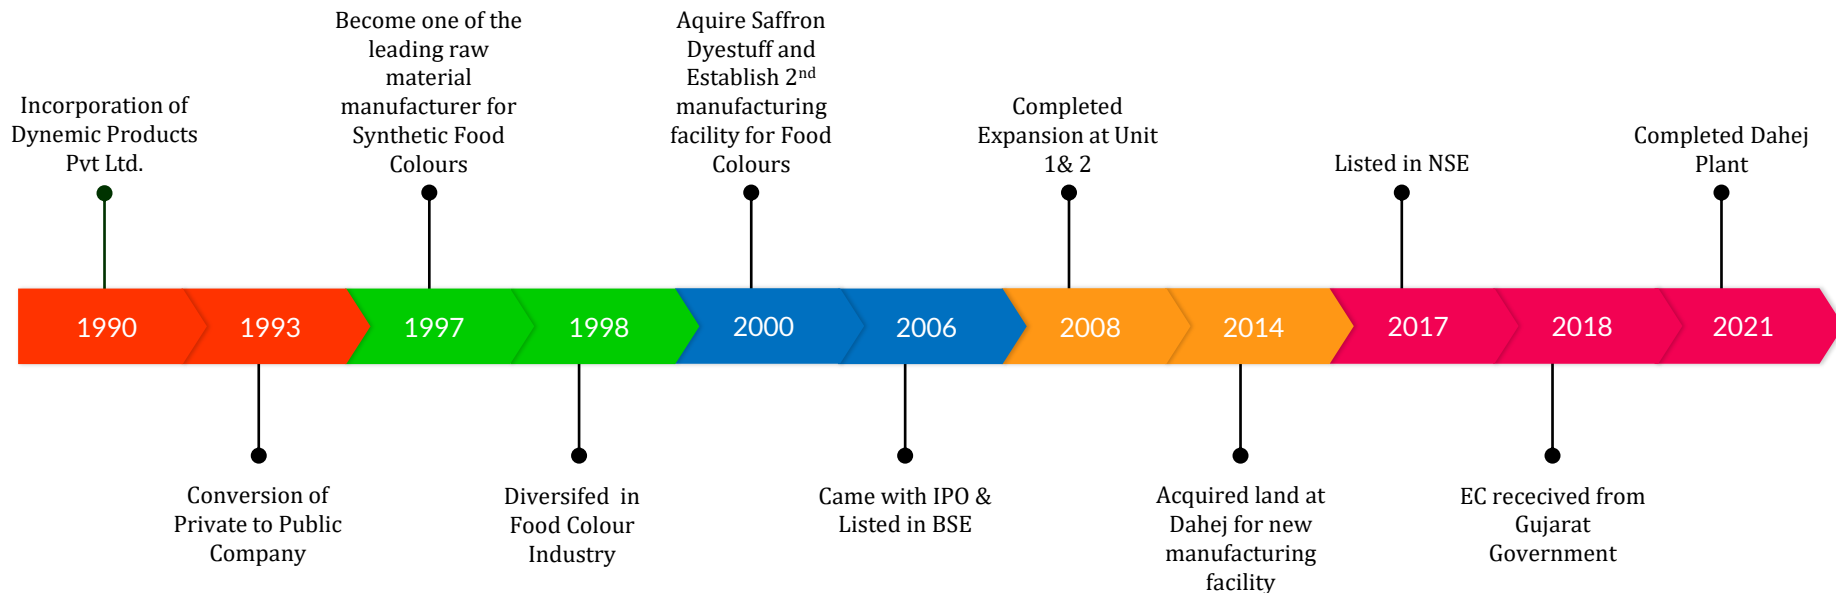 Become one of the
leading raw
material
manufacturer for
Synthetic Food
Colours
Aquire Saffron
Dyestuff and
Establish 2nd
manufacturing
facility for Food
Colours
Incorporation of
Dynemic Products
Pvt Ltd.
Completed
Expansion at Unit
1& 2
Listed in NSE
Completed Dahej
Plant
1990
1993
1997
1998
2000
2006
2008
2014
2017
2018
2021
Conversion of
Private to Public
Company
Diversifed in
Food Colour
Industry
Came with IPO &
Listed in BSE
Acquired land at
Dahej for new
manufacturing
facility
EC rececived from
Gujarat
Government